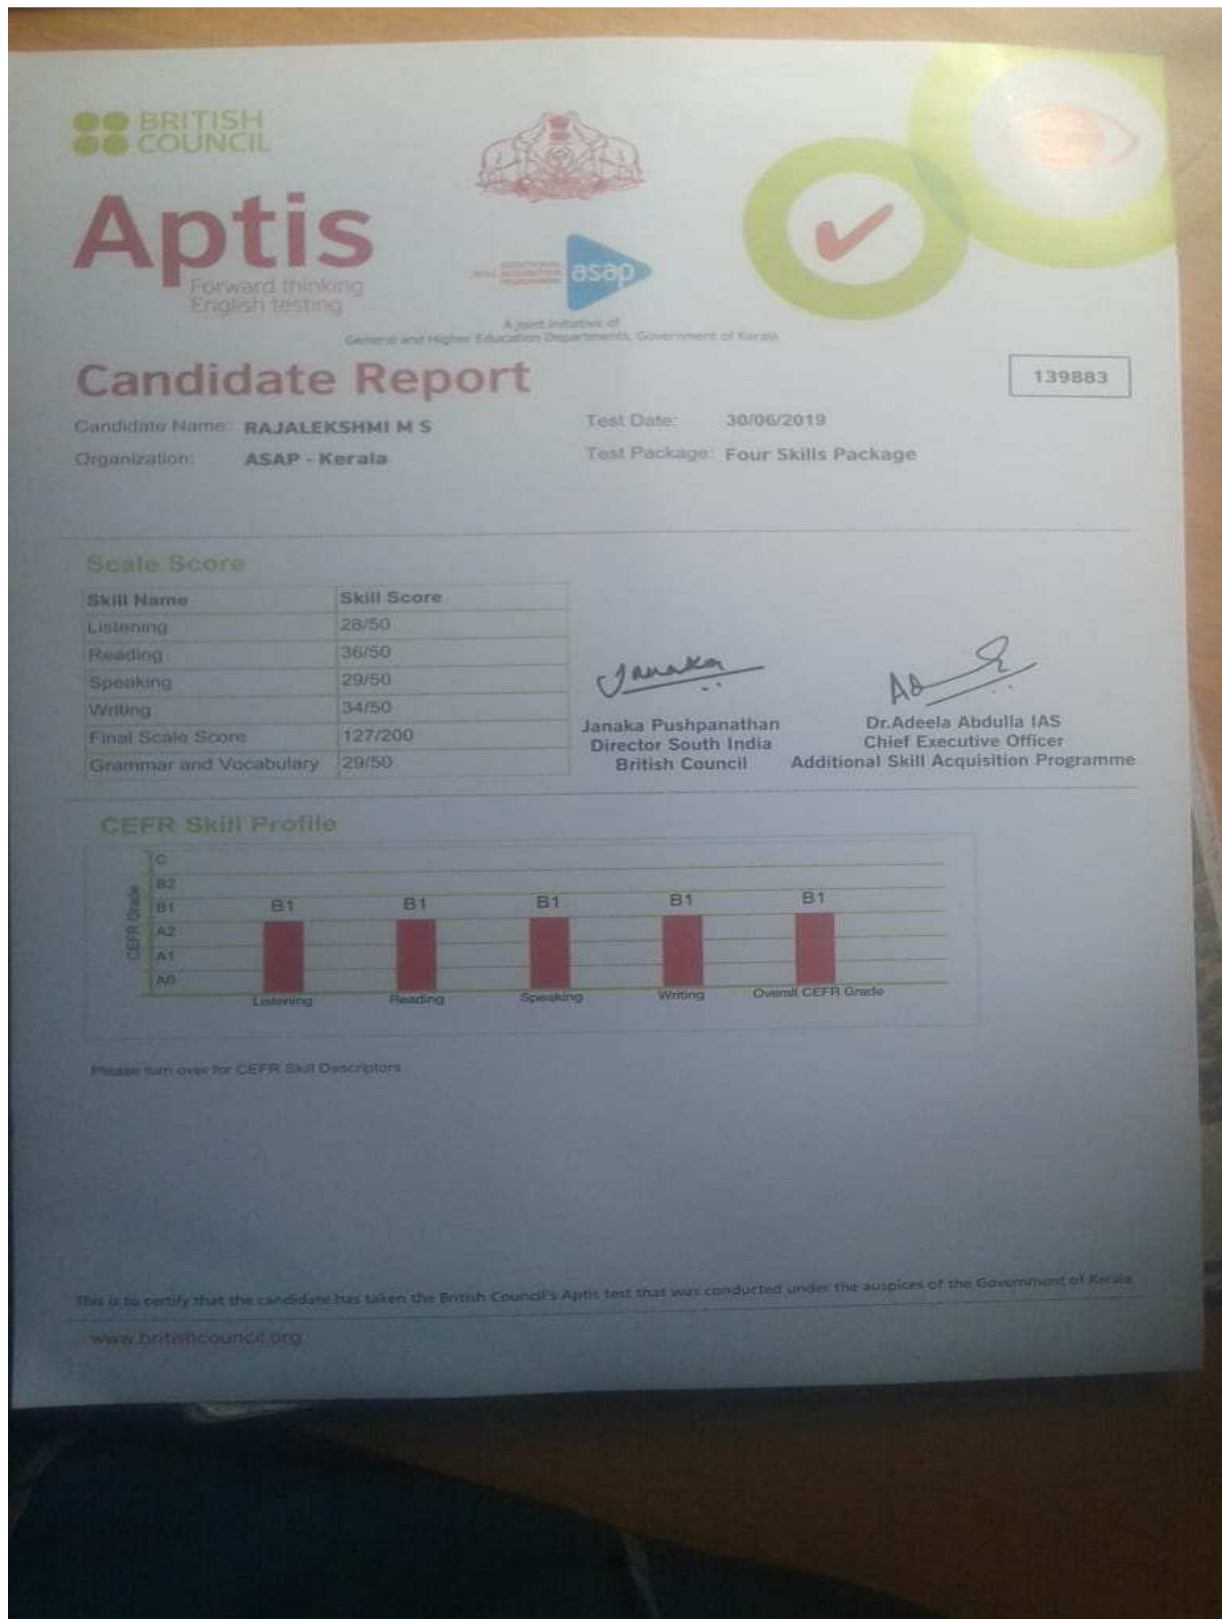 BRITISH
COUNCIL
Aptis
Forward thinking
English testing
ADDITIONAL
SKILL ACQUISITION
PROGRAMME
asap
A joint initiative of
General and Higher Education Departments, Government of Kerala
Candidate Report
139883
Candidate Name: RAJALEKSHMI M S
Test Date: 30/06/2019
Organization: ASAP - Kerala
Test Package: Four Skills Package
Scale Score
Skill Name Skill Score
Listening 28/50
Reading 36/50
Speaking 29/50
Writing 34/50
Final Scale Score 127/200
Grammar and Vocabulary 29/50
Janaka
Janaka Pushpanathan
Director South India
British Council
Dr.Adeela Abdulla IAS
Chief Executive Officer
Additional Skill Acquisition Programme
CEFR Skill Profile
CEFR Grade
C
B2
B1
A2
A1
A0
B1 B1 B1 B1 B1
Listening Reading Speaking Writing Overall CEFR Grade
Please turn over for CEFR Skill Descriptors
This is to certify that the candidate has taken the British Council's Aptis test that was conducted under the auspices of the Government of Kerala
www.britishcouncil.org